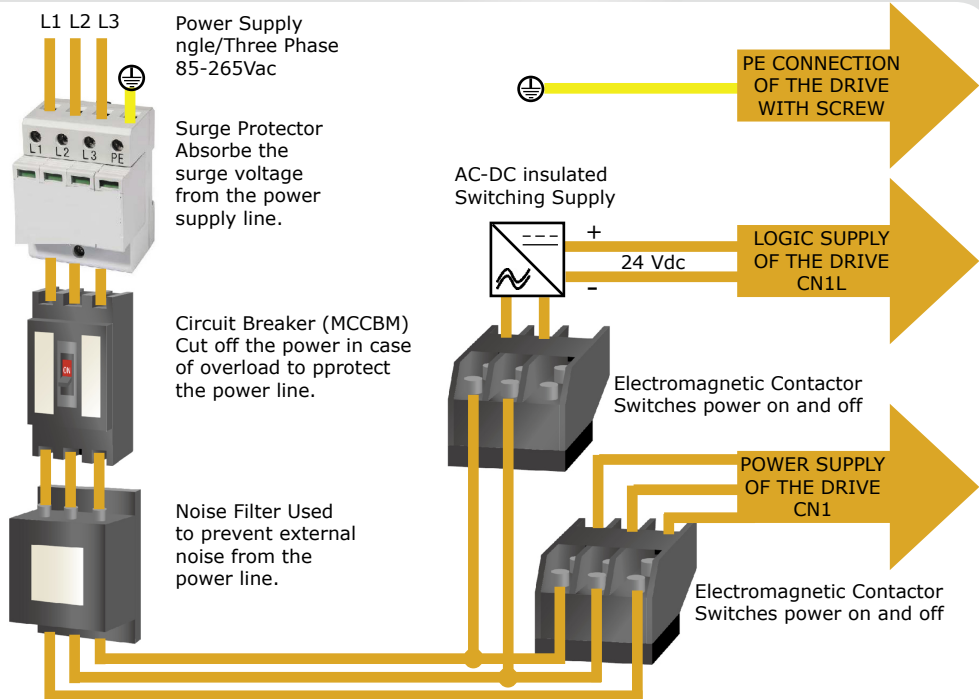 L1 L2 L3
Power Supply
ngle/Three Phase
85-265Vac
L1 L2 L3 PE
Surge Protector
Absorbe the
surge voltage
from the power
supply line.
ON
Circuit Breaker (MCCBM)
Cut off the power in case
of overload to pprotect
the power line.
Noise Filter Used
to prevent external
noise from the
power line.
PE CONNECTION
OF THE DRIVE
WITH SCREW
AC-DC insulated
Switching Supply
+
24 Vdc
-
LOGIC SUPPLY
OF THE DRIVE
CN1L
Electromagnetic Contactor
Switches power on and off
POWER SUPPLY
OF THE DRIVE
CN1
Electromagnetic Contactor
Switches power on and off